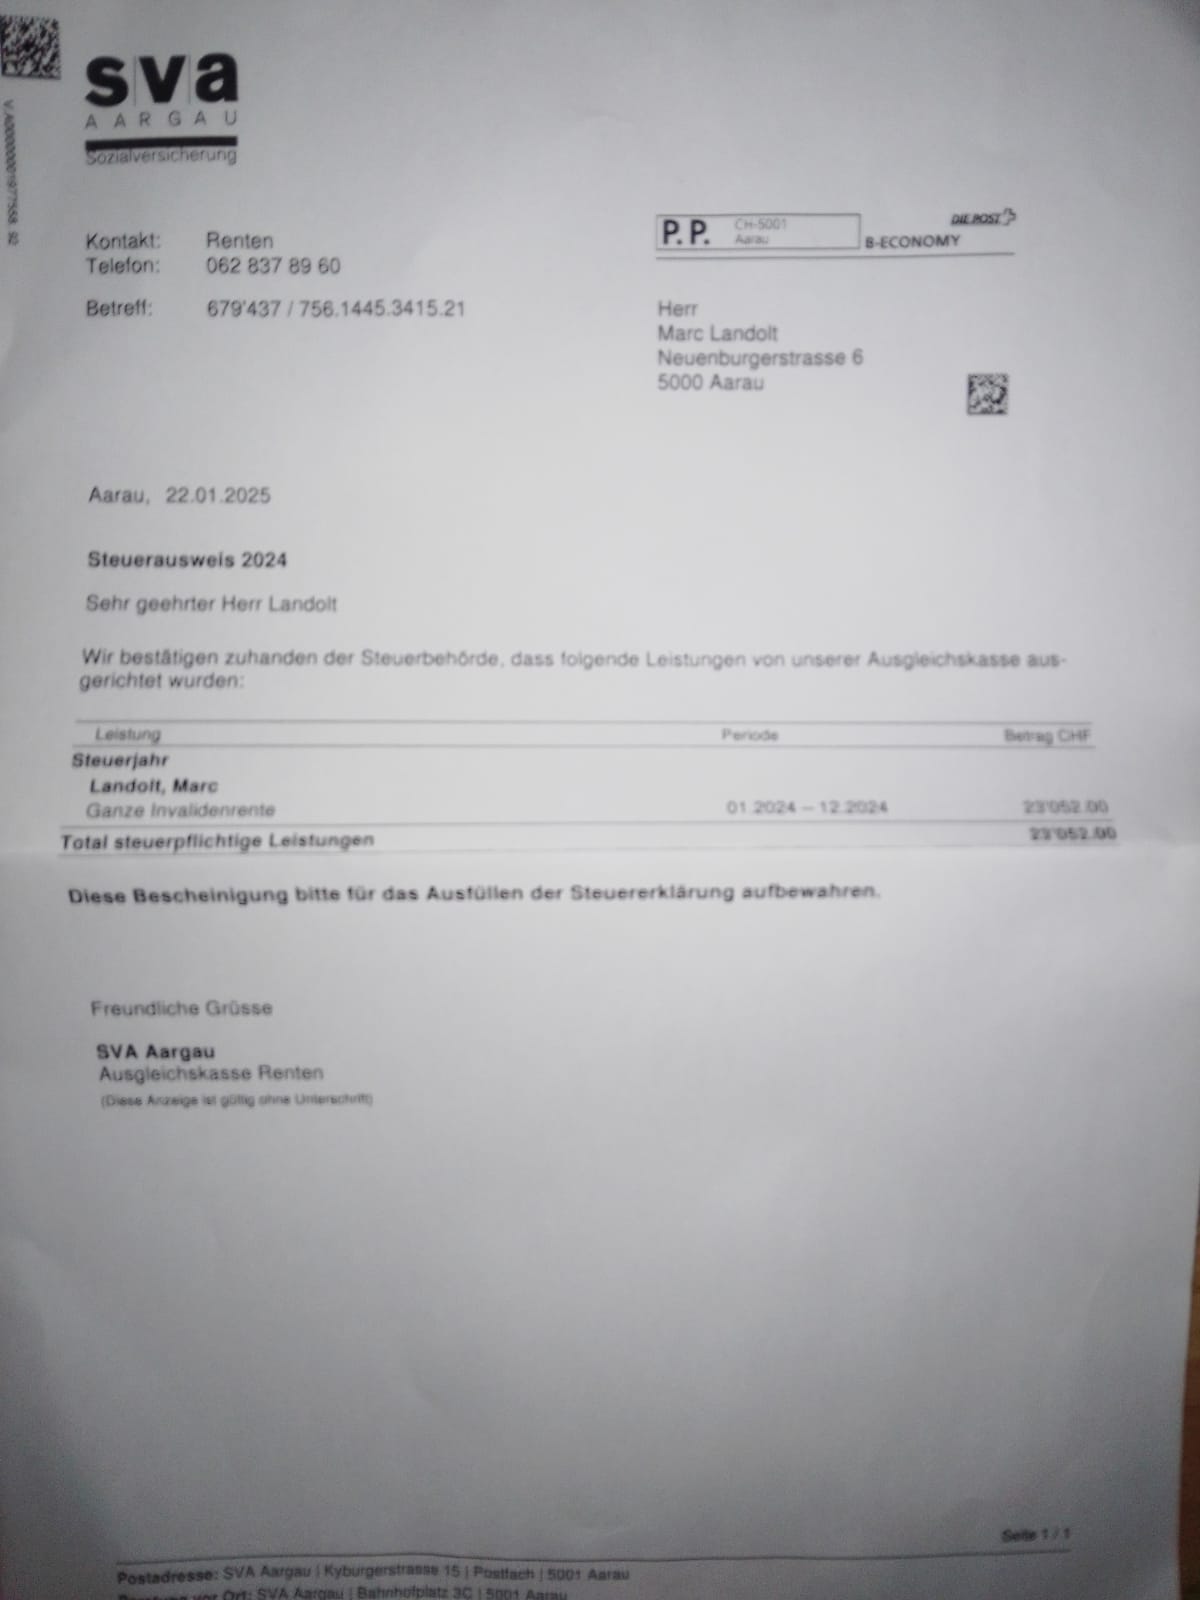 sva
AARGAU
Sozialversicherung
V.A00000001977558 92
Kontakt: Renten
Telefon: 062 837 89 60
Betreff: 679'437 / 756.1445.3415.21
P.P. CH-5001
Aarau
DIE POST
B-ECONOMY
Herr
Marc Landolt
Neuenburgerstrasse 6
5000 Aarau
Aarau, 22.01.2025
Steuerausweis 2024
Sehr geehrter Herr Landolt
Wir bestätigen zuhanden der Steuerbehörde, dass folgende Leistungen von unserer Ausgleichskasse aus-
gerichtet wurden:
Leistung Periode Betrag CHF
Steuerjahr
Landolt, Marc
Ganze Invalidenrente 01.2024 – 12.2024 23'052.00
Total steuerpflichtige Leistungen 23'052.00
Diese Bescheinigung bitte für das Ausfüllen der Steuererklärung aufbewahren.
Freundliche Grüsse
SVA Aargau
Ausgleichskasse Renten
(Diese Anzeige ist gültig ohne Unterschrift)
Seite 1 / 1
Postadresse: SVA Aargau | Kyburgerstrasse 15 | Postfach | 5001 Aarau
vor Ort: SVA Aargau | Bahnhofplatz 3C | 5001 Aarau